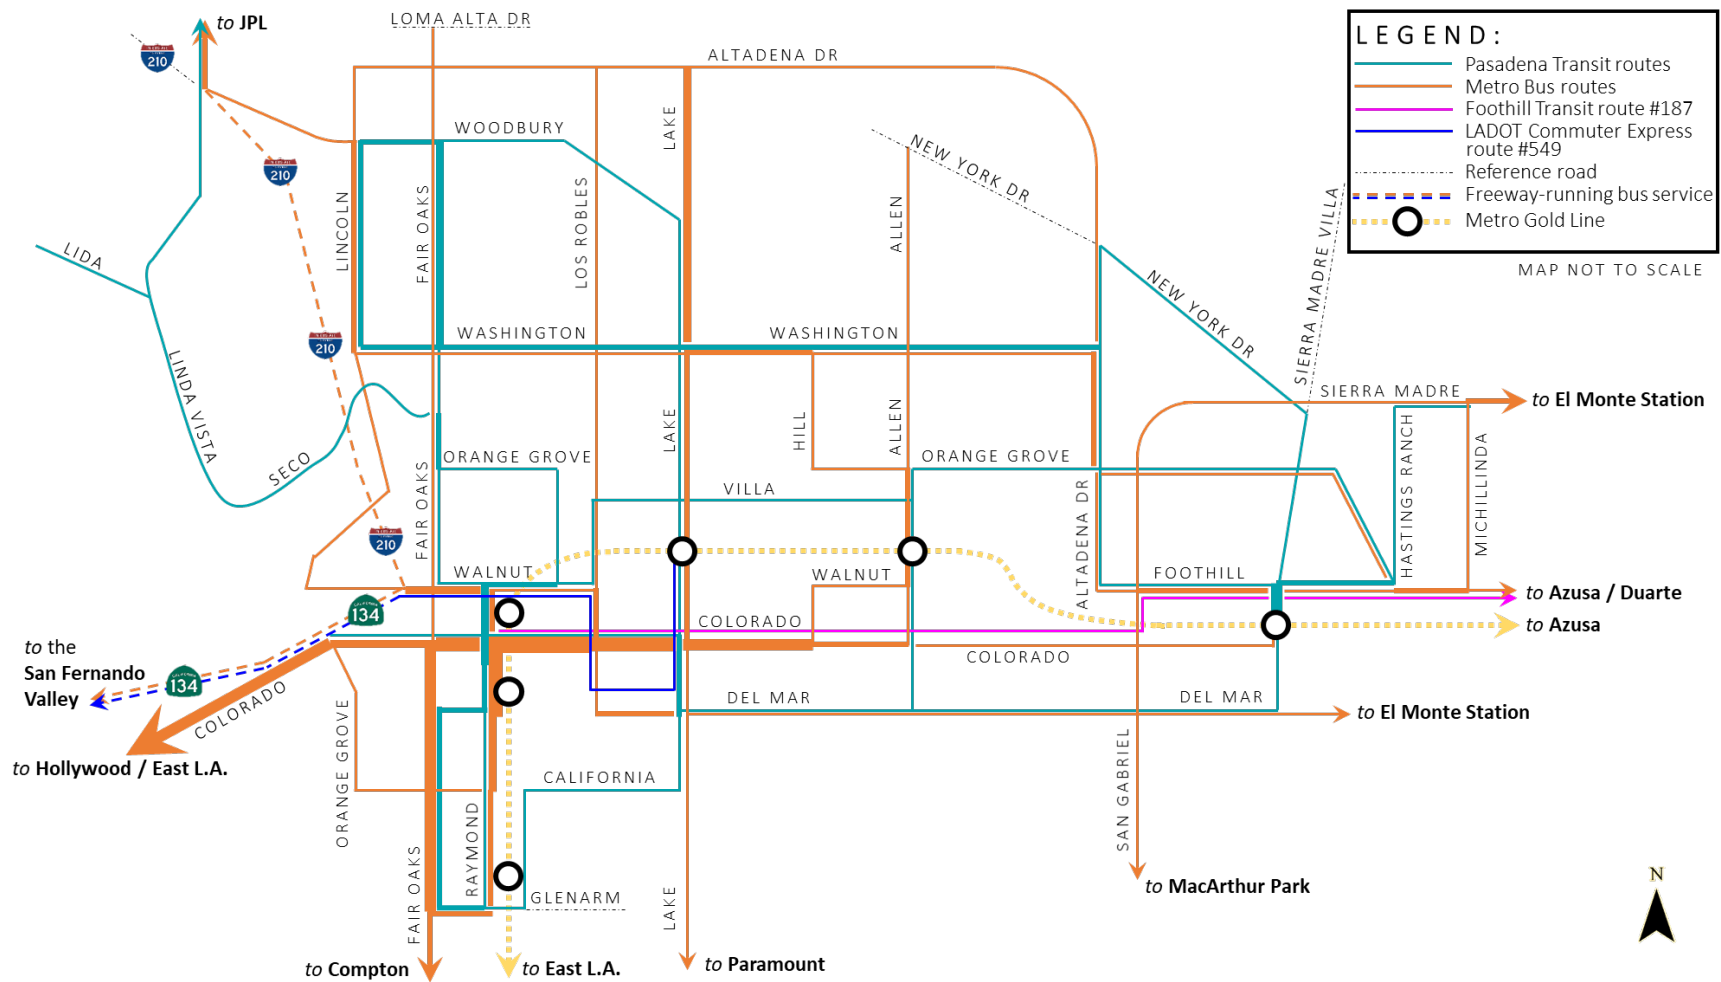 to JPL
LOMA ALTA DR
ALTADENA DR
LEGEND:
Pasadena Transit routes
Metro Bus routes
Foothill Transit route #187
LADOT Commuter Express
route #549
Reference road
Freeway-running bus service
Metro Gold Line
MAP NOT TO SCALE
210
210
210
210
WOODBURY
LAKE
NEW YORK DR
LINCOLN
FAIR OAKS
LOS ROBLES
ALLEN
SIERRA MADRE VILLA
LIDA
NEW YORK DR
WASHINGTON
WASHINGTON
LINDA VISTA
SIERRA MADRE
to El Monte Station
SECO
FAIR OAKS
ORANGE GROVE
LAKE
HILL
ALLEN
ORANGE GROVE
HASTINGS RANCH
MICHILLINDA
VILLA
ALTADENA DR
WALNUT
WALNUT
FOOTHILL
to Azusa / Duarte
CALIFORNIA
134
COLORADO
to Azusa
to the
San Fernando
Valley
CALIFORNIA
134
COLORADO
COLORADO
DEL MAR
DEL MAR
to El Monte Station
to Hollywood / East L.A.
ORANGE GROVE
CALIFORNIA
SAN GABRIEL
RAYMOND
FAIR OAKS
GLENARM
LAKE
to MacArthur Park
N
to Compton
to East L.A.
to Paramount